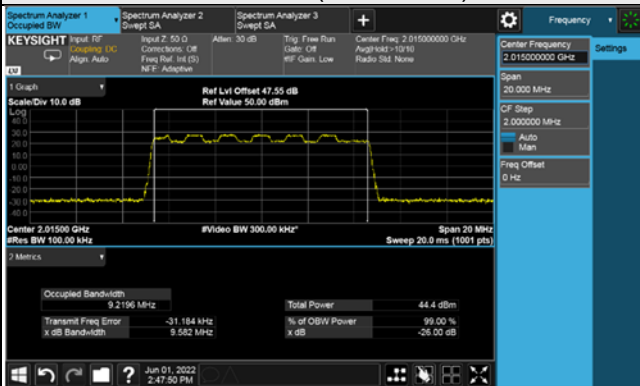 Spectrum Analyzer 1
Occupied BW
Spectrum Analyzer 2
Swept SA
Spectrum Analyzer 3
Swept SA
+
Frequency
KEYSIGHT
Input: RF
Coupling: DC
Align: Auto
Input Z: 50 Ω
Corrections: Off
Freq Ref: Int (S)
NFE: Adaptive
Atten: 30 dB
Trig: Free Run
Gate: Off
#IF Gain: Low
Center Freq: 2.015000000 GHz
Avg|Hold:>10/10
Radio Std: None
LXI
Center Frequency
2.015000000 GHz
Settings
Span
20.000 MHz
CF Step
2.000000 MHz
Auto
Man
Freq Offset
0 Hz
1 Graph
Scale/Div 10.0 dB
Ref Lvl Offset 47.55 dB
Ref Value 50.00 dBm
Log
40.0
30.0
20.0
10.0
0.00
-10.0
-20.0
-30.0
-40.0
Center 2.01500 GHz
#Res BW 100.00 kHz
#Video BW 300.00 kHz*
Span 20 MHz
Sweep 20.0 ms (1001 pts)
2 Metrics
Occupied Bandwidth
9.2196 MHz
Total Power
44.4 dBm
Transmit Freq Error
-31.184 kHz
% of OBW Power
99.00 %
x dB Bandwidth
9.582 MHz
x dB
-26.00 dB
?
Jun 01, 2022
2:47:50 PM